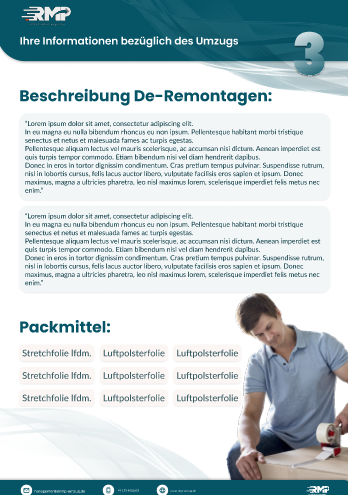 RMP
Ihre Informationen bezüglich des Umzugs
3
Beschreibung De-Remontagen:
"Lorem ipsum dolor sit amet, consectetur adipiscing elit.
In eu magna eu nulla bibendum rhoncus eu non ipsum. Pellentesque habitant morbi tristique
senectus et netus et malesuada fames ac turpis egestas.
Pellentesque aliquam lectus vel mauris scelerisque, ac accumsan nisi dictum. Aenean imperdiet est
quis turpis tempor commodo. Etiam bibendum nisi vel diam hendrerit dapibus.
Donec in eros in tortor dignissim condimentum. Cras pretium tempus pulvinar. Suspendisse rutrum,
nisl in lobortis cursus, felis lacus auctor libero, vulputate facilisis eros sapien et ipsum. Donec
maximus, magna a ultricies pharetra, leo nisl maximus lorem, scelerisque imperdiet felis metus nec
enim."
"Lorem ipsum dolor sit amet, consectetur adipiscing elit.
In eu magna eu nulla bibendum rhoncus eu non ipsum. Pellentesque habitant morbi tristique
senectus et netus et malesuada fames ac turpis egestas.
Pellentesque aliquam lectus vel mauris scelerisque, ac accumsan nisi dictum. Aenean imperdiet est
quis turpis tempor commodo. Etiam bibendum nisi vel diam hendrerit dapibus.
Donec in eros in tortor dignissim condimentum. Cras pretium tempus pulvinar. Suspendisse rutrum,
nisl in lobortis cursus, felis lacus auctor libero, vulputate facilisis eros sapien et ipsum. Donec
maximus, magna a ultricies pharetra, leo nisl maximus lorem, scelerisque imperdiet felis metus nec
enim."
Packmittel:
Stretchfolie lfdm. Luftpolsterfolie Luftpolsterfolie
Stretchfolie lfdm. Luftpolsterfolie Luftpolsterfolie
Stretchfolie lfdm. Luftpolsterfolie Luftpolsterfolie
RMP